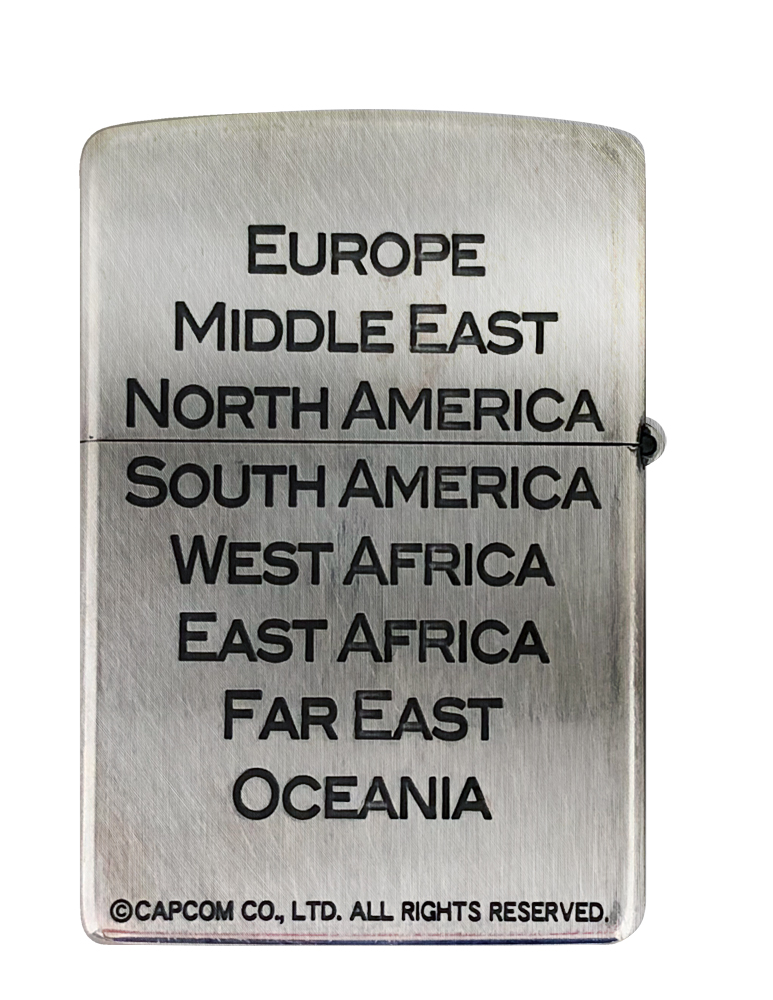 EUROPE
MIDDLE EAST
NORTH AMERICA
SOUTH AMERICA
WEST AFRICA
EAST AFRICA
FAR EAST
OCEANIA
©CAPCOM CO., LTD. ALL RIGHTS RESERVED.